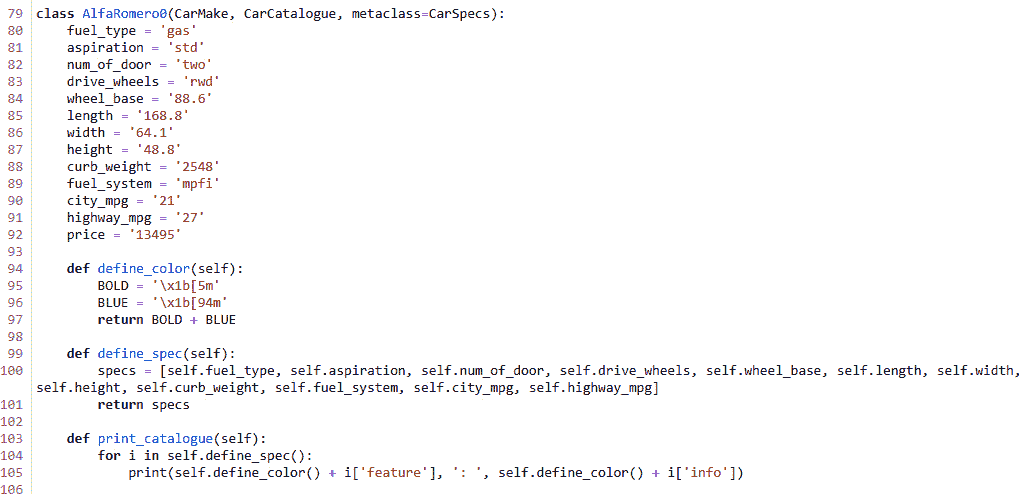 79 class AlfaRomero0(CarMake, CarCatalogue, metaclass=CarSpecs):
80     fuel_type = 'gas'
81     aspiration = 'std'
82     num_of_door = 'two'
83     drive_wheels = 'rwd'
84     wheel_base = '88.6'
85     length = '168.8'
86     width = '64.1'
87     height = '48.8'
88     curb_weight = '2548'
89     fuel_system = 'mpfi'
90     city_mpg = '21'
91     highway_mpg = '27'
92     price = '13495'
93
94     def define_color(self):
95         BOLD = '\x1b[5m'
96         BLUE = '\x1b[94m'
97         return BOLD + BLUE
98
99     def define_spec(self):
100         specs = [self.fuel_type, self.aspiration, self.num_of_door, self.drive_wheels, self.wheel_base, self.length, self.width,
self.height, self.curb_weight, self.fuel_system, self.city_mpg, self.highway_mpg]
101         return specs
102
103     def print_catalogue(self):
104         for i in self.define_spec():
105             print(self.define_color() + i['feature'], ': ', self.define_color() + i['info'])
106